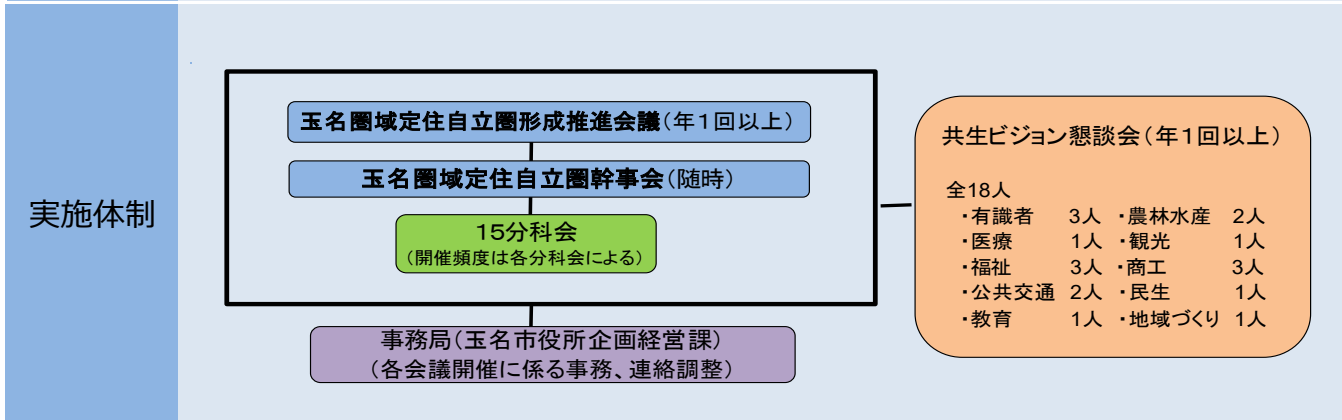 実施体制
玉名圏域定住自立圏形成推進会議(年1回以上)
玉名圏域定住自立圏幹事会(随時)
15分科会
(開催頻度は各分科会による)
事務局(玉名市役所企画経営課)
(各会議開催に係る事務、連絡調整)
共生ビジョン懇談会(年1回以上)
全18人
・有識者 3人 ・農林水産 2人
・医療 1人 ・観光 1人
・福祉 3人 ・商工 3人
・公共交通 2人 ・民生 1人
・教育 1人 ・地域づくり 1人